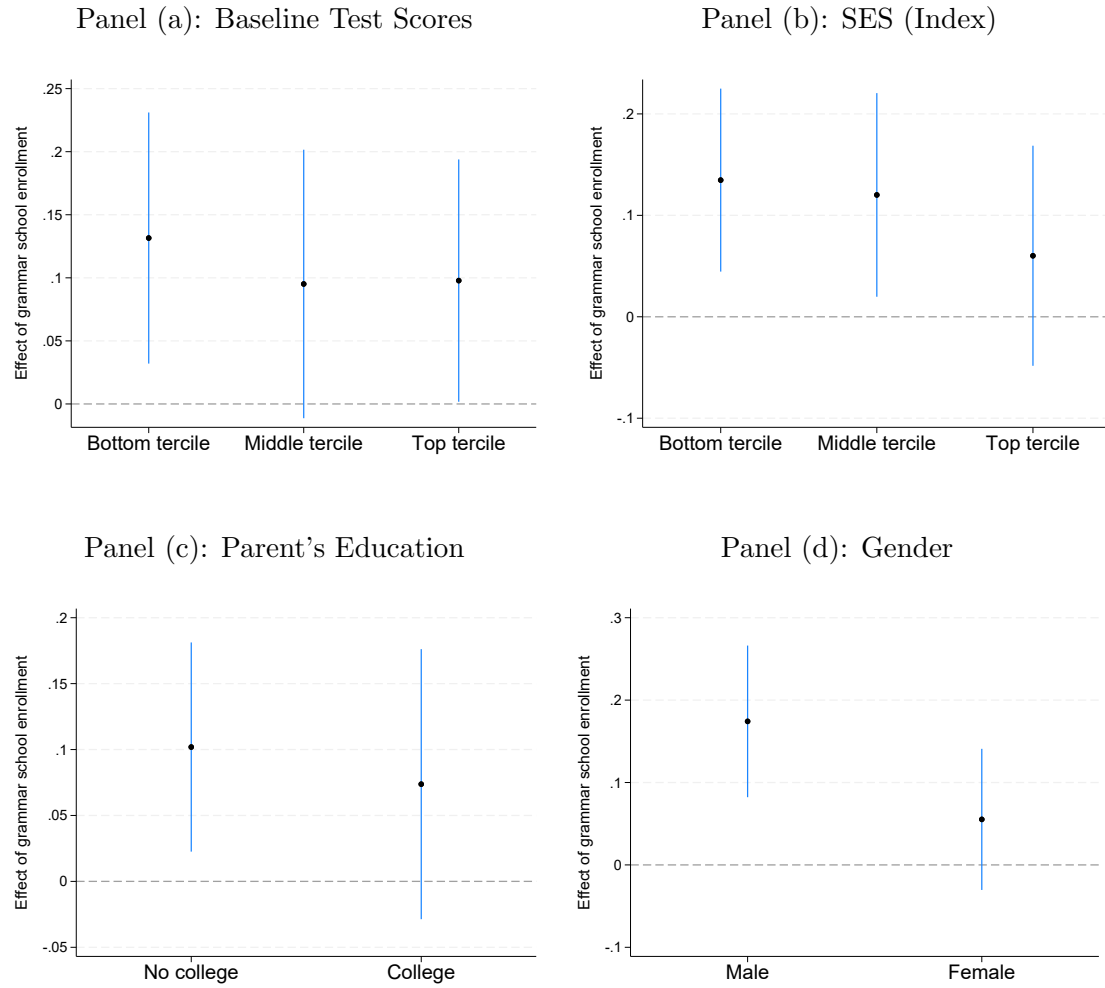 Panel (a): Baseline Test Scores
Effect of grammar school enrollment
.25
.2
.15
.1
.05
0
Bottom tercile Middle tercile Top tercile
Panel (b): SES (Index)
Effect of grammar school enrollment
.2
.1
0
-.1
Bottom tercile Middle tercile Top tercile
Panel (c): Parent's Education
Effect of grammar school enrollment
.2
.15
.1
.05
0
-.05
No college College
Panel (d): Gender
Effect of grammar school enrollment
.3
.2
.1
0
-.1
Male Female